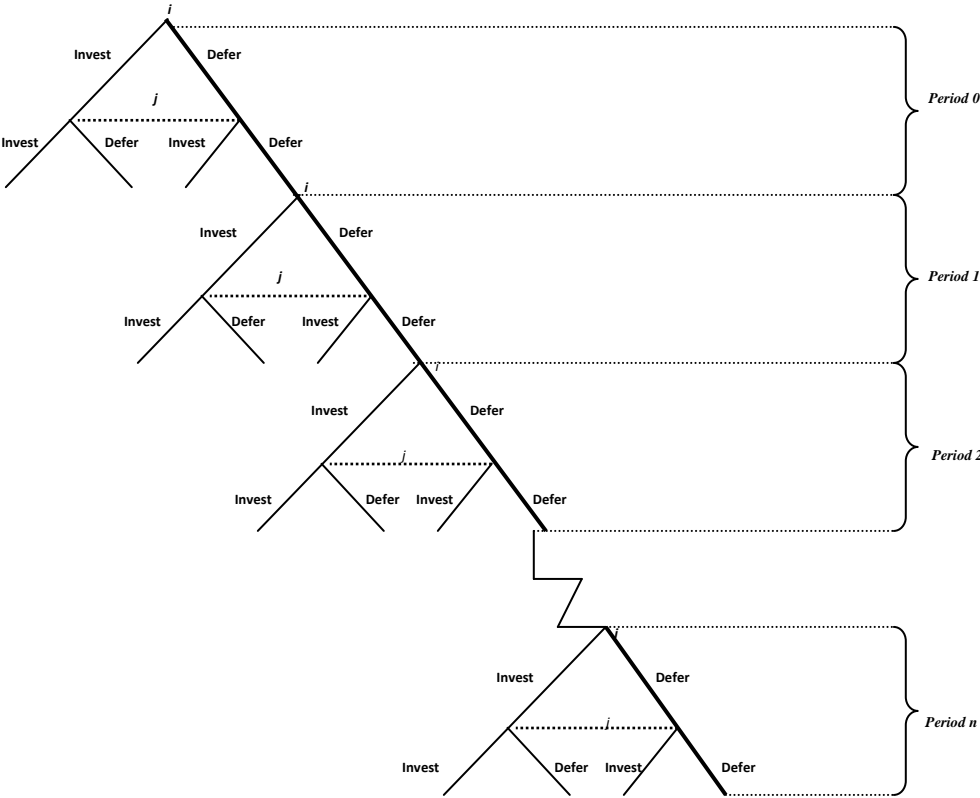 i
Invest Defer
j
Period 0
Invest Defer Invest Defer
i
Invest Defer
j
Period 1
Invest Defer Invest Defer
i
Invest Defer
j
Period 2
Invest Defer Invest Defer
i
Invest Defer
j
Period n
Invest Defer Invest Defer